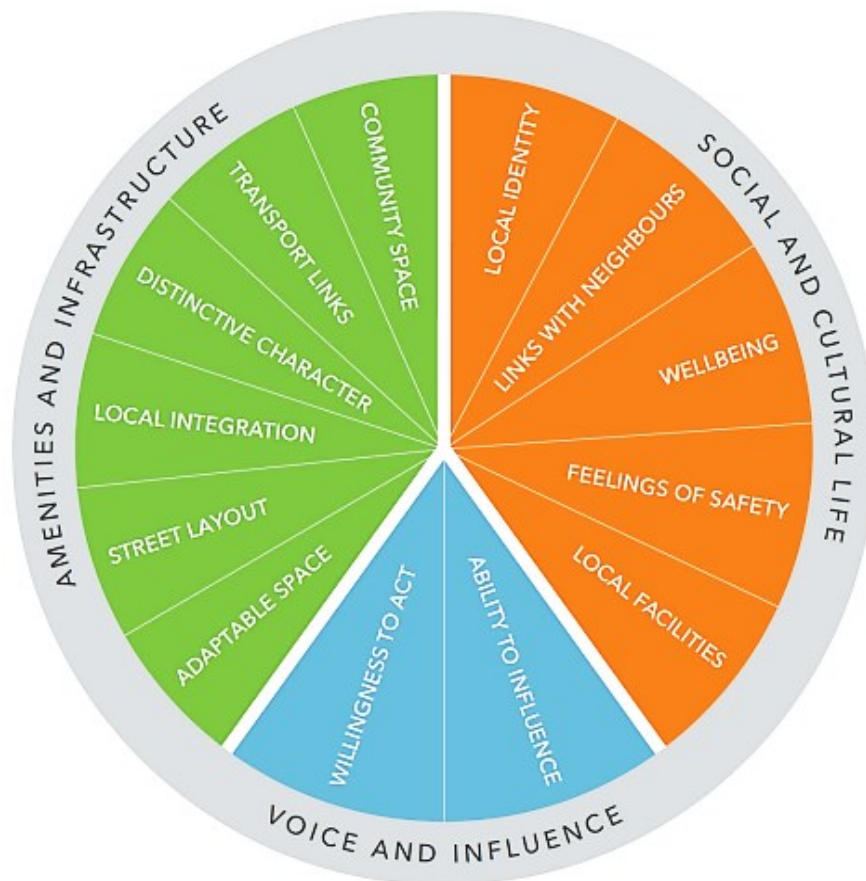 AMENITIES AND INFRASTRUCTURE
COMMUNITY SPACE
TRANSPORT LINKS
DISTINCTIVE CHARACTER
LOCAL INTEGRATION
STREET LAYOUT
ADAPTABLE SPACE
SOCIAL AND CULTURAL LIFE
LOCAL IDENTITY
LINKS WITH NEIGHBOURS
WELLBEING
FEELINGS OF SAFETY
LOCAL FACILITIES
VOICE AND INFLUENCE
WILLINGNESS TO ACT
ABILITY TO INFLUENCE